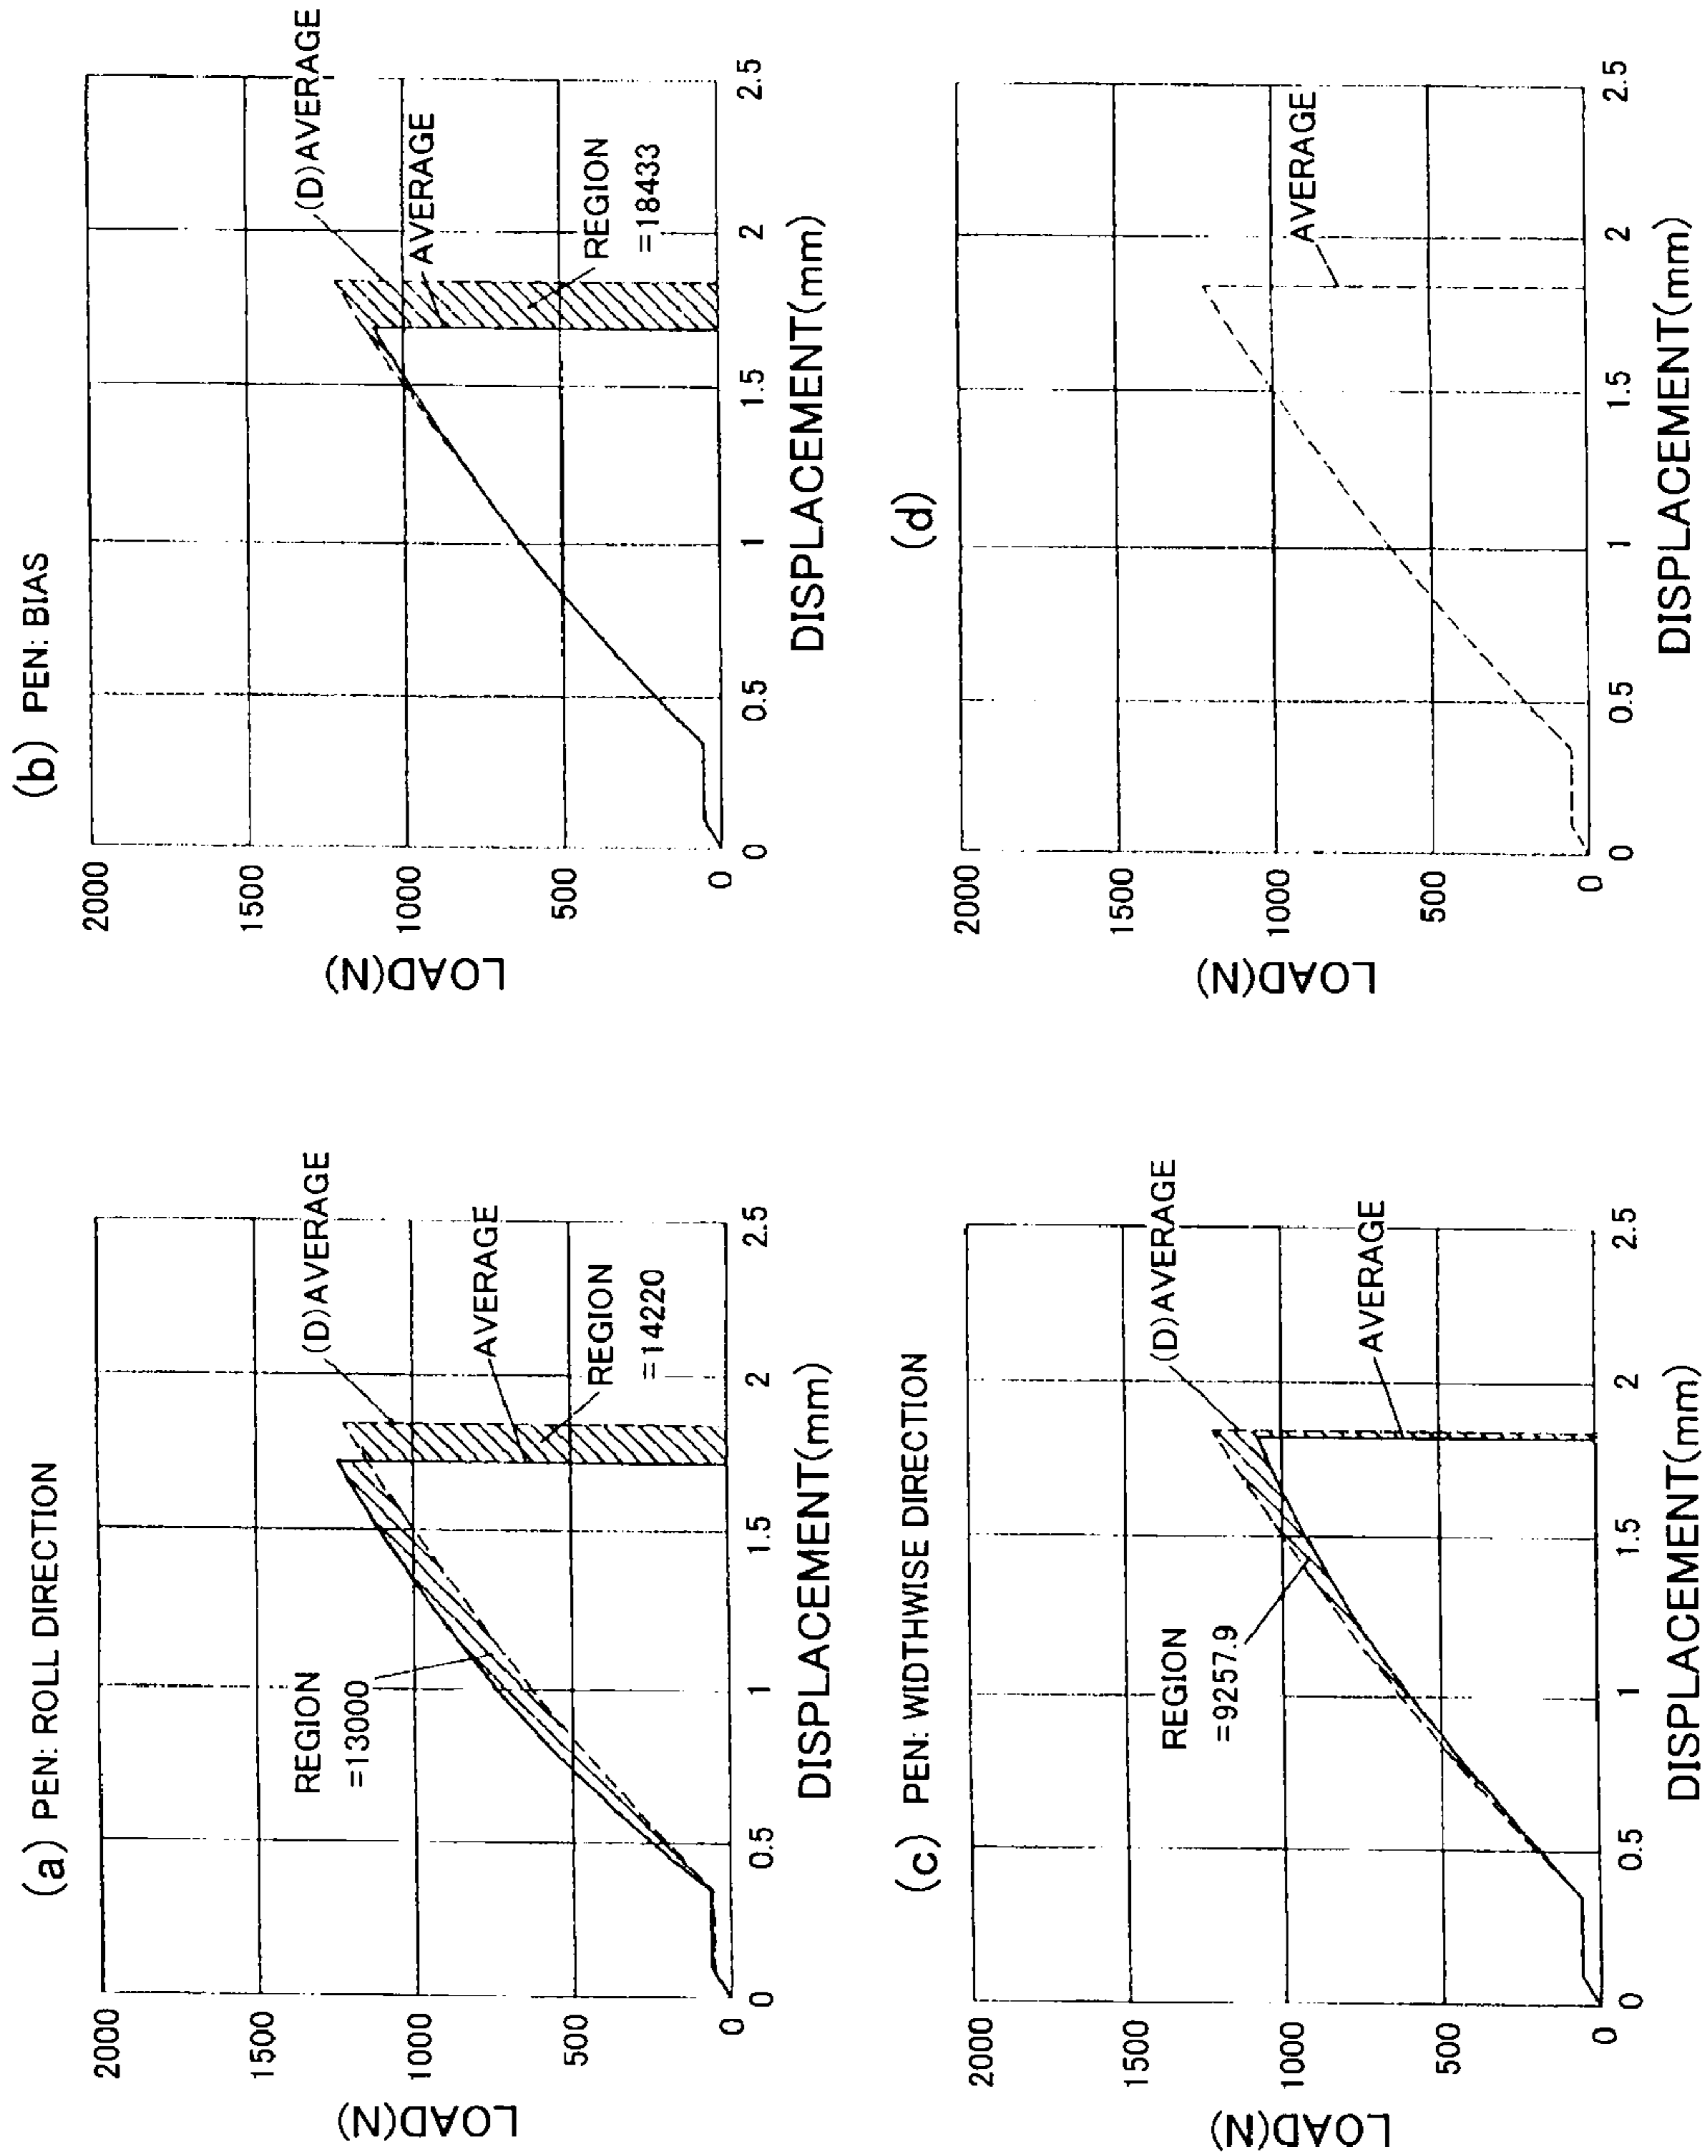 (a) PEN: ROLL DIRECTION
LOAD(N)
2000
1500
1000
500
0
0
0.5
1
1.5
2
2.5
DISPLACEMENT(mm)
REGION
=13000
(D)AVERAGE
AVERAGE
REGION
=14220
(b) PEN: BIAS
LOAD(N)
2000
1500
1000
500
0
0
0.5
1
1.5
2
2.5
DISPLACEMENT(mm)
(D)AVERAGE
AVERAGE
REGION
=18433
(c) PEN: WIDTHWISE DIRECTION
LOAD(N)
2000
1500
1000
500
0
0
0.5
1
1.5
2
2.5
DISPLACEMENT(mm)
REGION
=9257.9
(D)AVERAGE
AVERAGE
(d)
LOAD(N)
2000
1500
1000
500
0
0
0.5
1
1.5
2
2.5
DISPLACEMENT(mm)
AVERAGE